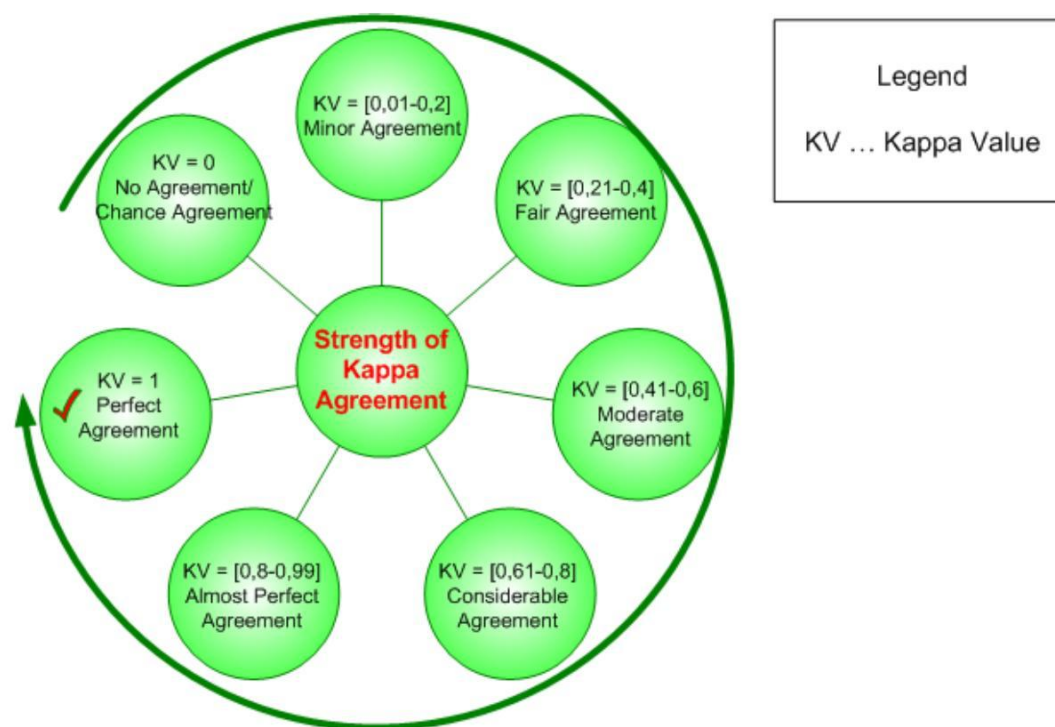 Legend
KV ... Kappa Value
KV = [0,01-0,2]
Minor Agreement
KV = 0
No Agreement/
Chance Agreement
KV = [0,21-0,4]
Fair Agreement
Strength of
Kappa
Agreement
KV = 1
Perfect
Agreement
KV = [0,41-0,6]
Moderate
Agreement
KV = [0,8-0,99]
Almost Perfect
Agreement
KV = [0,61-0,8]
Considerable
Agreement